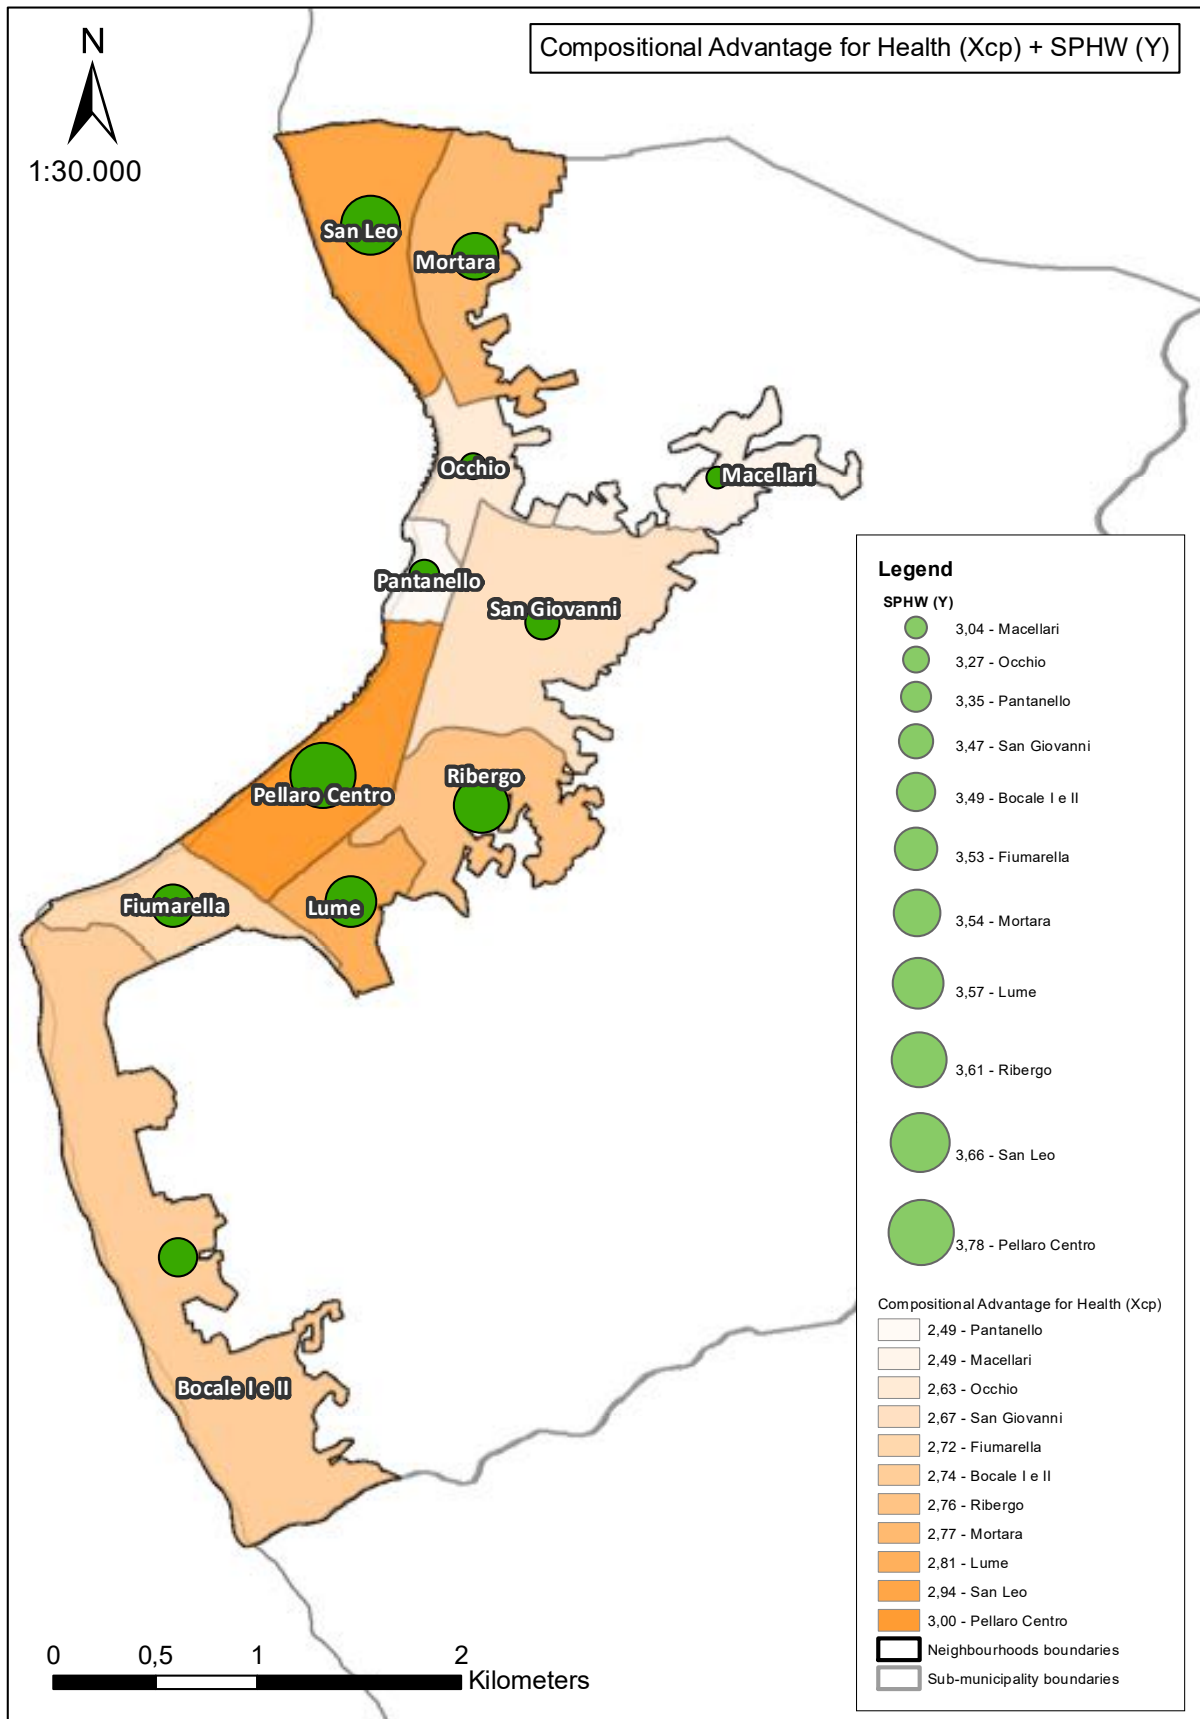 Compositional Advantage for Health (Xcp) + SPHW (Y)
N
1:30.000
San Leo
Mortara
Occhio
Macellari
Pantanello
San Giovanni
Ribergo
Pellaro Centro
Fiumarella
Lume
Bocale I e II
Legend
SPHW (Y)
3,04 - Macellari
3,27 - Occhio
3,35 - Pantanello
3,47 - San Giovanni
3,49 - Bocale I e II
3,53 - Fiumarella
3,54 - Mortara
3,57 - Lume
3,61 - Ribergo
3,66 - San Leo
3,78 - Pellaro Centro
Compositional Advantage for Health (Xcp)
2,49 - Pantanello
2,49 - Macellari
2,63 - Occhio
2,67 - San Giovanni
2,72 - Fiumarella
2,74 - Bocale I e II
2,76 - Ribergo
2,77 - Mortara
2,81 - Lume
2,94 - San Leo
3,00 - Pellaro Centro
Neighbourhoods boundaries
Sub-municipality boundaries
0 0,5 1 2
Kilometers